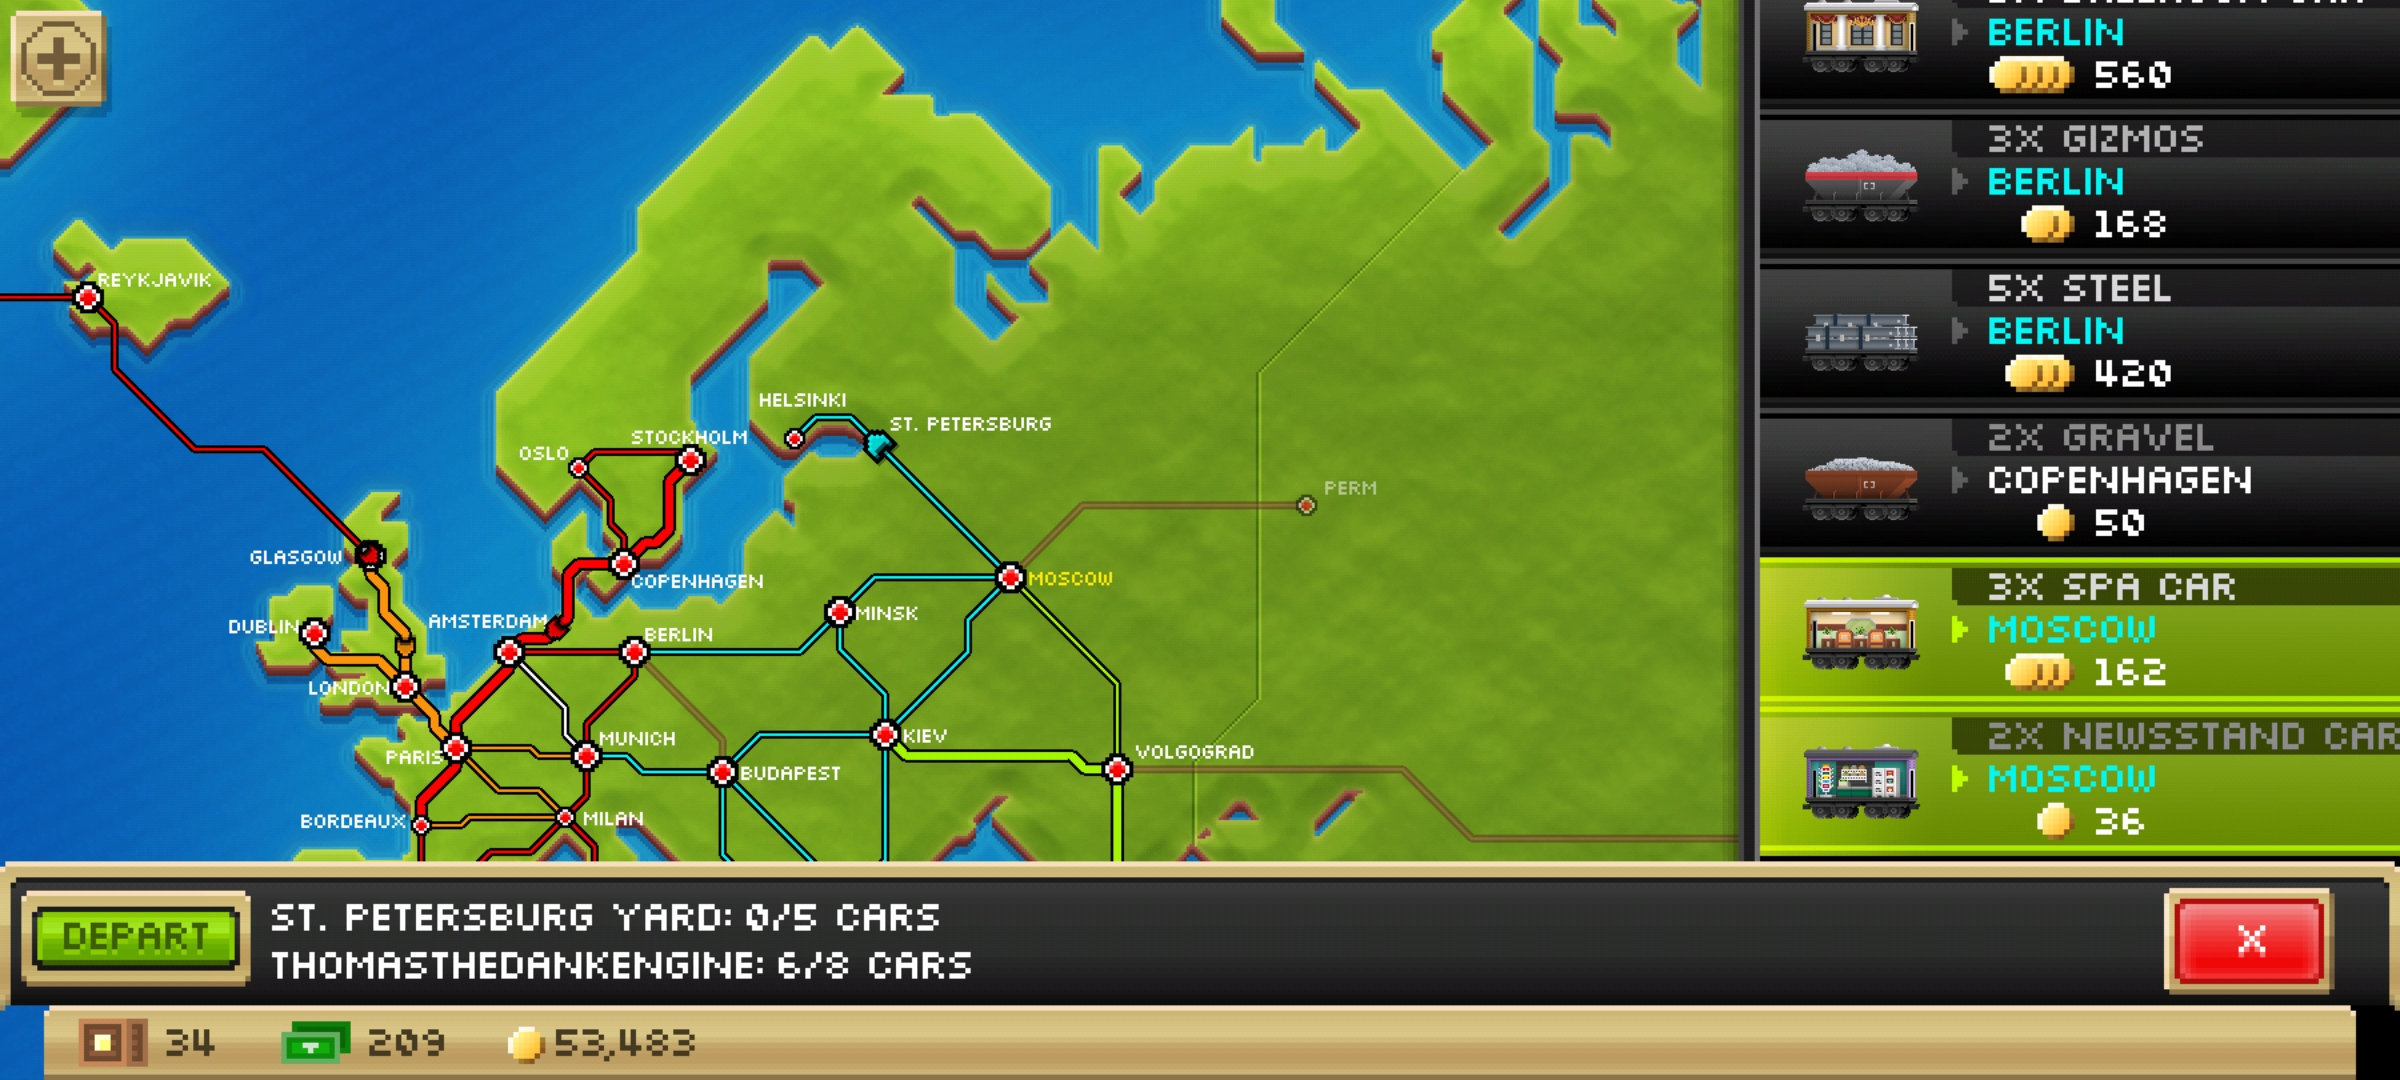 BERLIN
560
3X GIZMOS
BERLIN
168
5X STEEL
BERLIN
420
2X GRAVEL
COPENHAGEN
50
3X SPA CAR
MOSCOW
162
2X NEWSSTAND CAR
MOSCOW
36
REYKJAVIK
HELSINKI
ST. PETERSBURG
STOCKHOLM
OSLO
PERM
GLASGOW
COPENHAGEN
MOSCOW
MINSK
DUBLIN
AMSTERDAM
BERLIN
LONDON
MUNICH
KIEV
VOLGOGRAD
PARIS
BUDAPEST
BORDEAUX
MILAN
DEPART
ST. PETERSBURG YARD: 0/5 CARS
THOMASTHEDANKENGINE: 6/8 CARS
X
34
209
53,483